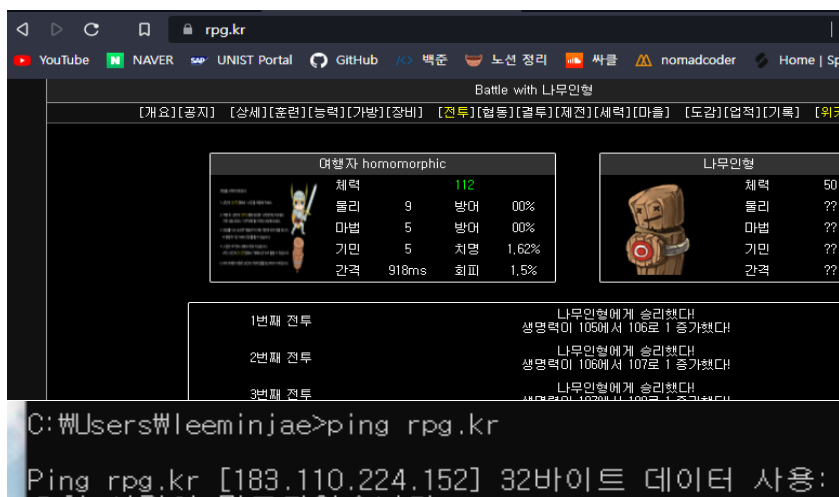 rpg.kr
YouTube NAVER UNIST Portal GitHub 백준 노션 정리 싸클 nomadcoder Home | Sp
Battle with 나무인형
[개요][공지] [상세][훈련][능력][가방][장비] [전투][협동][결투][제전][세력][마을] [도감][업적][기록] [위키
여행자 homomorphic
체력 112
물리 9 방어 00%
마법 5 방어 00%
기민 5 치명 1.62%
간격 918ms 회피 1.5%
나무인형
체력 50
물리 ??
마법 ??
기민 ??
간격 ??
1번째 전투 나무인형에게 승리했다!
생명력이 105에서 106로 1 증가했다!
2번째 전투 나무인형에게 승리했다!
생명력이 106에서 107로 1 증가했다!
3번째 전투 나무인형에게 승리했다!
C:₩Users₩leeminjae>ping rpg.kr
Ping rpg.kr [183.110.224.152] 32바이트 데이터 사용: